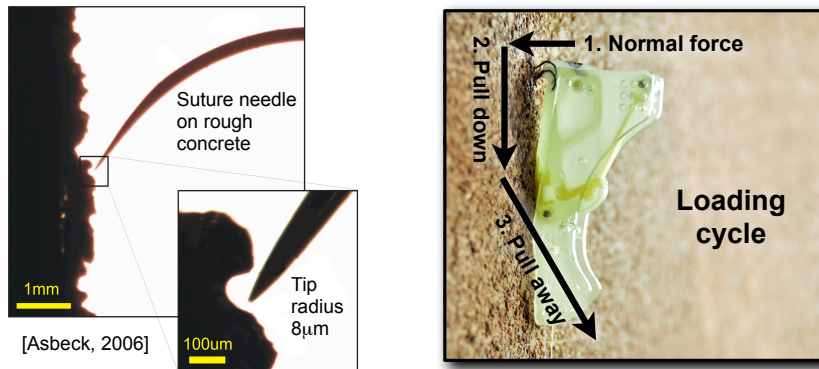 Suture needle
on rough
concrete
1mm
Tip
radius
8μm
100um
[Asbeck, 2006]
1. Normal force
2. Pull down
3. Pull away
Loading
cycle